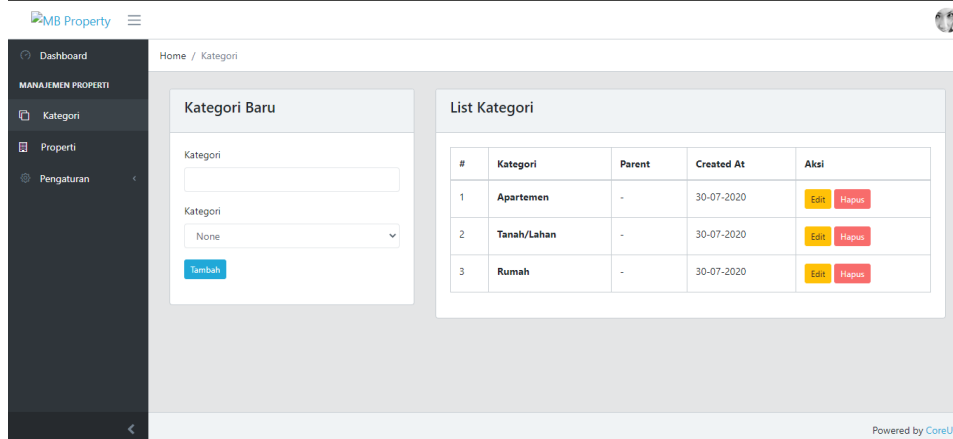 MB Property
Dashboard
MANAJEMEN PROPERTI
Kategori
Properti
Pengaturan
Home / Kategori
Kategori Baru
Kategori
Kategori
None
Tambah
List Kategori
# Kategori Parent Created At Aksi
1 Apartemen - 30-07-2020 Edit Hapus
2 Tanah/Lahan - 30-07-2020 Edit Hapus
3 Rumah - 30-07-2020 Edit Hapus
Powered by CoreU